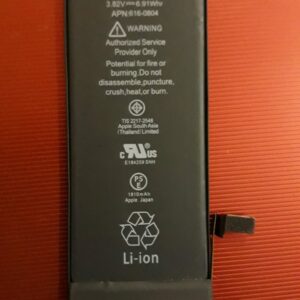 3.82V⎓6.91Whr
APN:616-0804
WARNING
Authorized Service
Provider Only
Potential for fire or
burning. Do not
disassemble,puncture,
crush,heat,or burn
TIS 2217-2548
Apple South Asia
(Thailand) Limited
c RU us
PS
E
1810mAh
Apple Japan
Li-ion